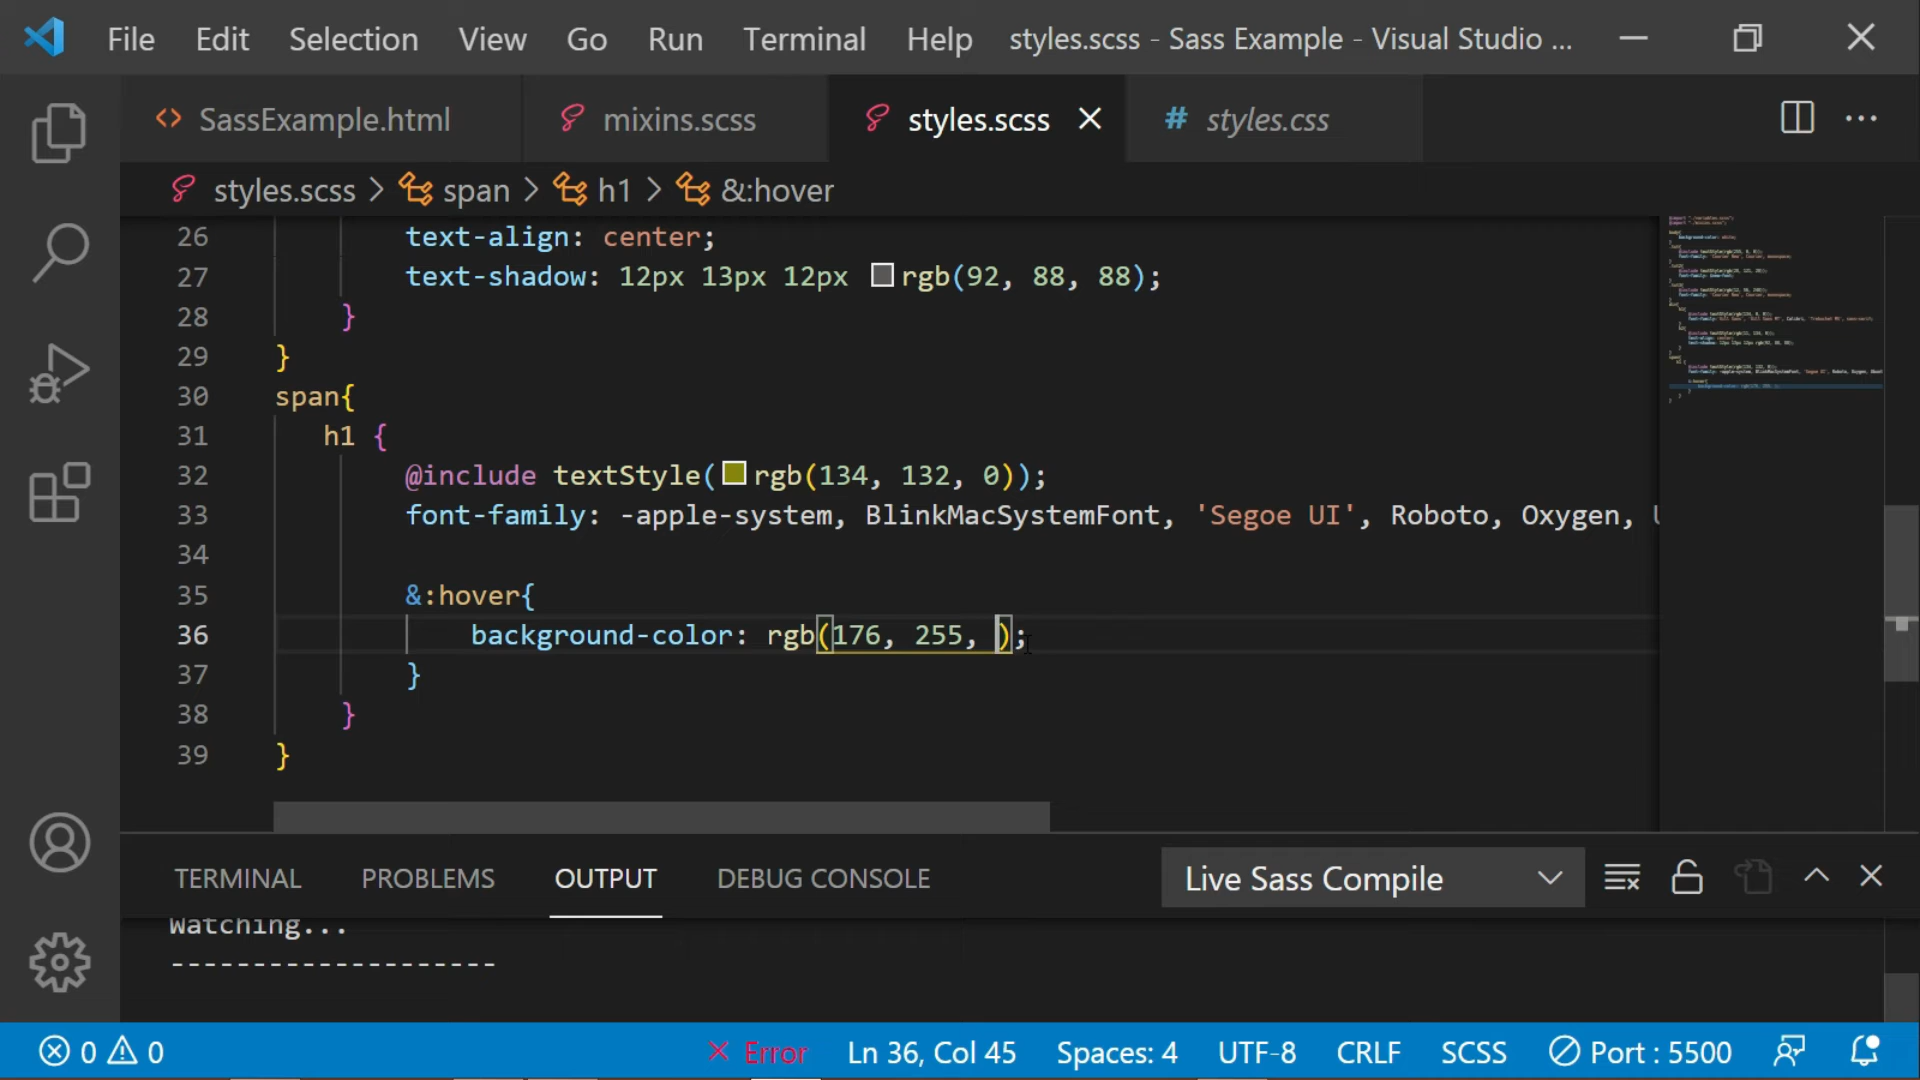 File Edit Selection View Go Run Terminal Help styles.scss - Sass Example - Visual Studio ...
SassExample.html mixins.scss styles.scss styles.css
styles.scss > span > h1 > &:hover
26 text-align: center;
27 text-shadow: 12px 13px 12px rgb(92, 88, 88);
28 }
29 }
30 span{
31 h1 {
32 @include textStyle(rgb(134, 132, 0));
33 font-family: -apple-system, BlinkMacSystemFont, 'Segoe UI', Roboto, Oxygen,
34
35 &:hover{
36 background-color: rgb(176, 255, );
37 }
38 }
39 }
TERMINAL PROBLEMS OUTPUT DEBUG CONSOLE Live Sass Compile
Watching...
--------------------
0 0 Error Ln 36, Col 45 Spaces: 4 UTF-8 CRLF SCSS Port : 5500